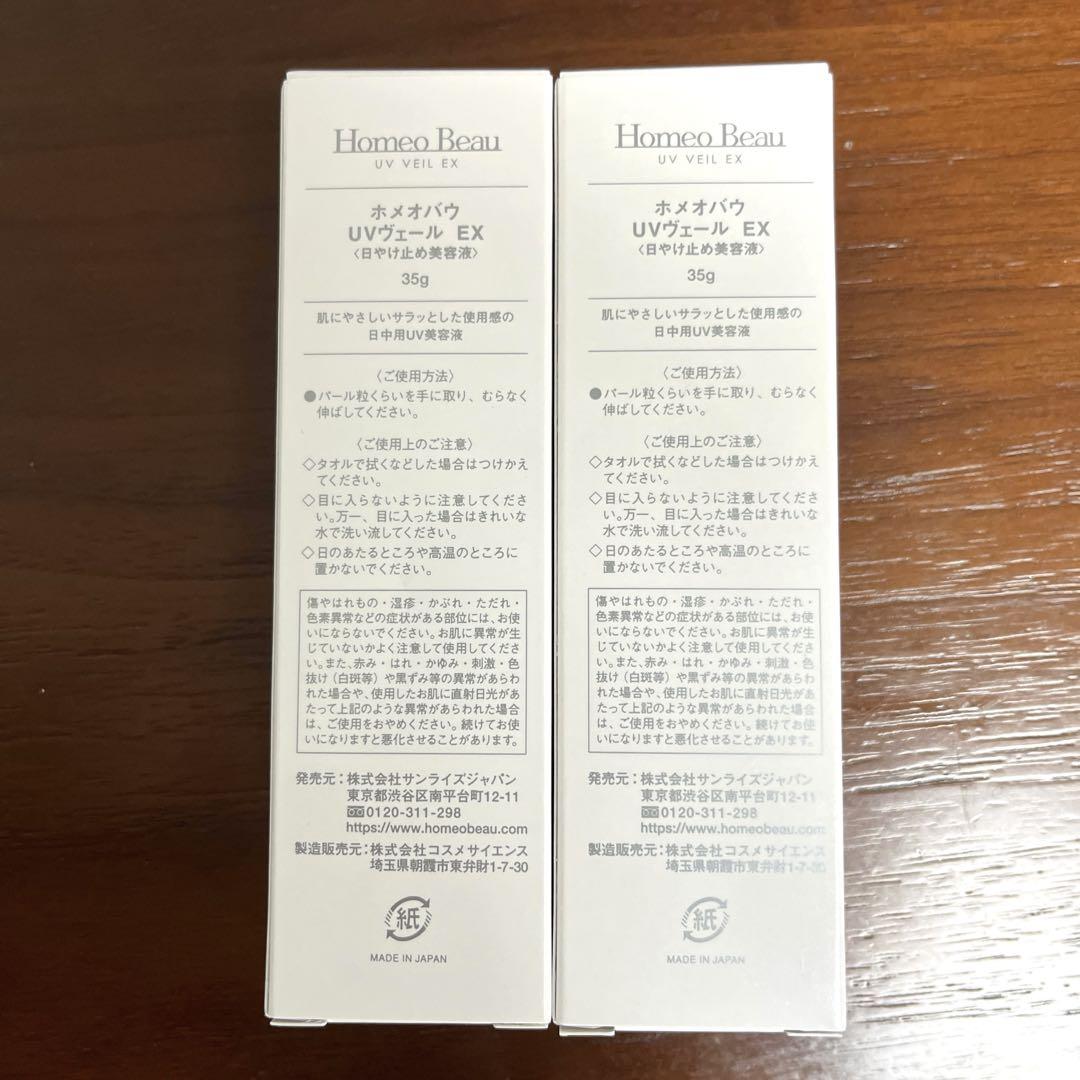 Homeo Beau
UV VEIL EX
ホメオバウ
UVヴェール EX
〈日やけ止め美容液〉
35g
肌にやさしいサラッとした使用感の
日中用UV美容液
〈ご使用方法〉
●パール粒くらいを手に取り、むらなく
伸ばしてください。
〈ご使用上のご注意〉
◇タオルで拭くなどした場合はつけかえ
てください。
◇目に入らないように注意してくださ
い。万一、目に入った場合はきれいな
水で洗い流してください。
◇日のあたるところや高温のところに
置かないでください。
傷やはれもの・湿疹・かぶれ・ただれ・
色素異常などの症状がある部位には、お使
いにならないでください。お肌に異常が生
じていないかよく注意して使用してくださ
い。また、赤み・はれ・かゆみ・刺激・色
抜け（白斑等）や黒ずみ等の異常があらわ
れた場合や、使用したお肌に直射日光があ
たって上記のような異常があらわれた場合
は、ご使用をおやめください。続けてお使
いになりますと悪化させることがあります。
発売元：株式会社サンライズジャパン
東京都渋谷区南平台町12-11
0120-311-298
https://www.homeobeau.com
製造販売元：株式会社コスメサイエンス
埼玉県朝霞市東弁財1-7-30
紙
MADE IN JAPAN
Homeo Beau
UV VEIL EX
ホメオバウ
UVヴェール EX
〈日やけ止め美容液〉
35g
肌にやさしいサラッとした使用感の
日中用UV美容液
〈ご使用方法〉
●パール粒くらいを手に取り、むらなく
伸ばしてください。
〈ご使用上のご注意〉
◇タオルで拭くなどした場合はつけかえ
てください。
◇目に入らないように注意してくださ
い。万一、目に入った場合はきれいな
水で洗い流してください。
◇日のあたるところや高温のところに
置かないでください。
傷やはれもの・湿疹・かぶれ・ただれ・
色素異常などの症状がある部位には、お使
いにならないでください。お肌に異常が生
じていないかよく注意して使用してくださ
い。また、赤み・はれ・かゆみ・刺激・色
抜け（白斑等）や黒ずみ等の異常があらわ
れた場合や、使用したお肌に直射日光があ
たって上記のような異常があらわれた場合
は、ご使用をおやめください。続けてお使
いになりますと悪化させることがあります。
発売元：株式会社サンライズジャパン
東京都渋谷区南平台町12-11
0120-311-298
https://www.homeobeau.com
製造販売元：株式会社コスメサイエンス
埼玉県朝霞市東弁財1-7-30
紙
MADE IN JAPAN